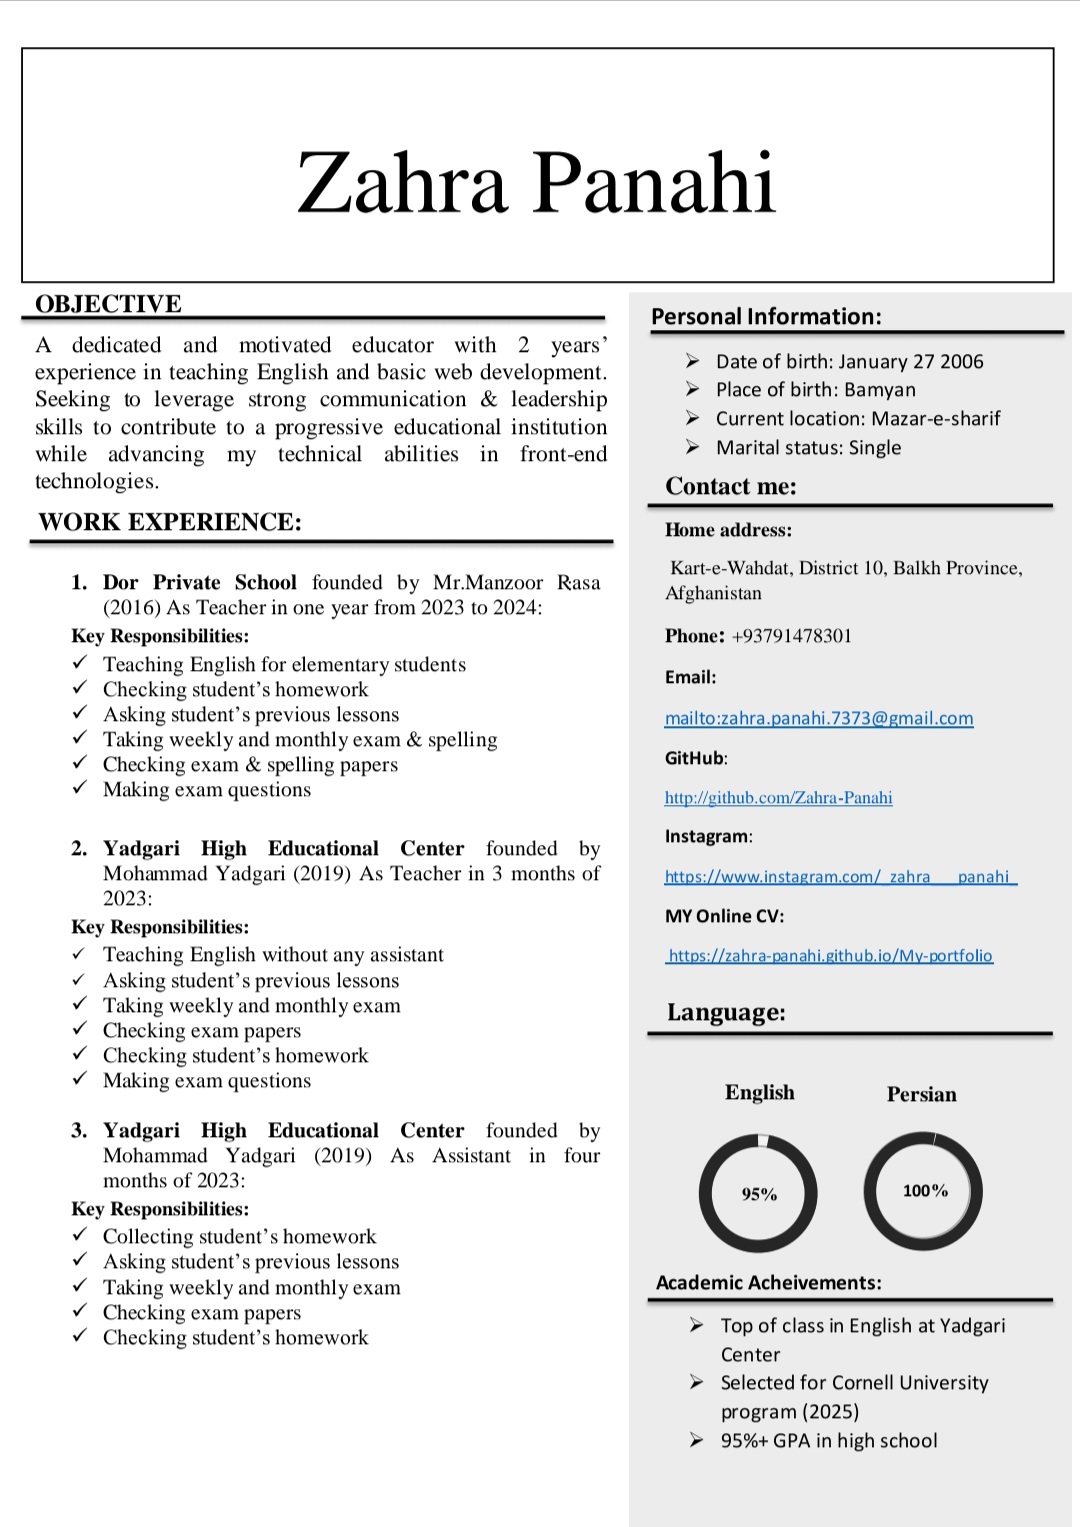 Zahra Panahi
OBJECTIVE
A dedicated and motivated educator with 2 years’
experience in teaching English and basic web development.
Seeking to leverage strong communication & leadership
skills to contribute to a progressive educational institution
while advancing my technical abilities in front-end
technologies.
WORK EXPERIENCE:
1. Dor Private School founded by Mr.Manzoor Rasa
(2016) As Teacher in one year from 2023 to 2024:
Key Responsibilities:
✓ Teaching English for elementary students
✓ Checking student’s homework
✓ Asking student’s previous lessons
✓ Taking weekly and monthly exam & spelling
✓ Checking exam & spelling papers
✓ Making exam questions
2. Yadgari High Educational Center founded by
Mohammad Yadgari (2019) As Teacher in 3 months of
2023:
Key Responsibilities:
✓ Teaching English without any assistant
✓ Asking student’s previous lessons
✓ Taking weekly and monthly exam
✓ Checking exam papers
✓ Checking student’s homework
✓ Making exam questions
3. Yadgari High Educational Center founded by
Mohammad Yadgari (2019) As Assistant in four
months of 2023:
Key Responsibilities:
✓ Collecting student’s homework
✓ Asking student’s previous lessons
✓ Taking weekly and monthly exam
✓ Checking exam papers
✓ Checking student’s homework
Personal Information:
➢ Date of birth: January 27 2006
➢ Place of birth: Bamyan
➢ Current location: Mazar-e-sharif
➢ Marital status: Single
Contact me:
Home address:
Kart-e-Wahdat, District 10, Balkh Province,
Afghanistan
Phone: +93791478301
Email:
mailto:zahra.panahi.7373@gmail.com
GitHub:
http://github.com/Zahra-Panahi
Instagram:
https://www.instagram.com/_zahra___panahi_
MY Online CV:
https://zahra-panahi.github.io/My-portfolio
Language:
English
Persian
95%
100%
Academic Acheivements:
➢ Top of class in English at Yadgari
Center
➢ Selected for Cornell University
program (2025)
➢ 95%+ GPA in high school